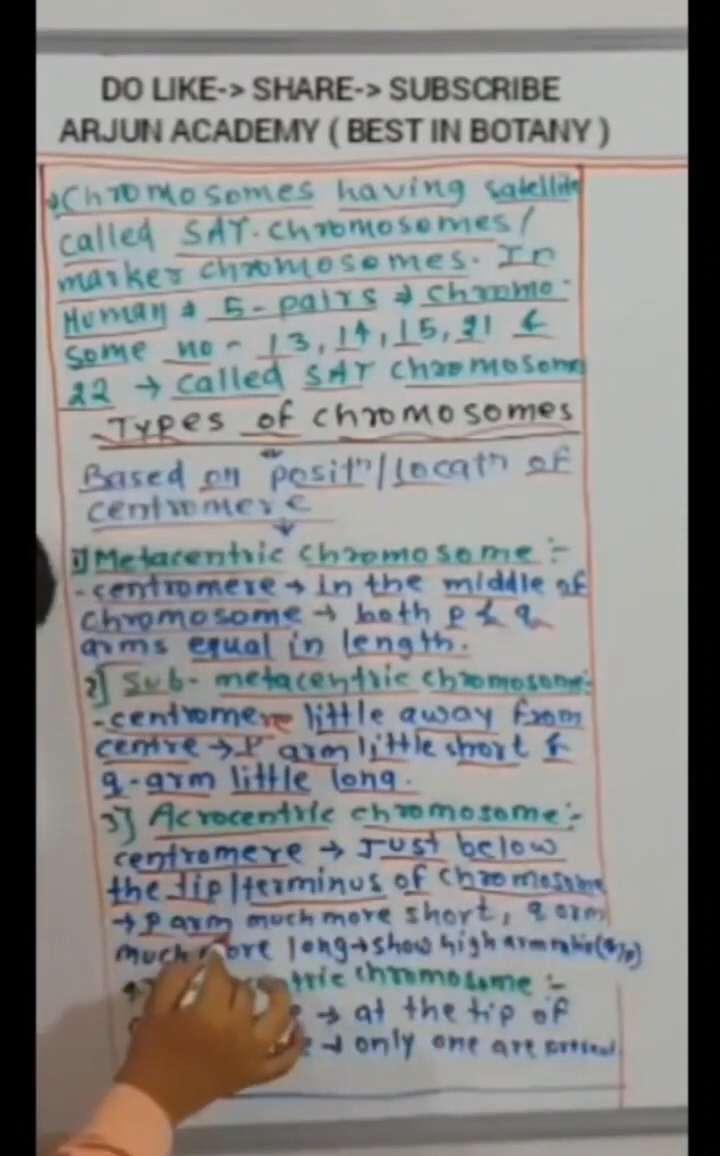 DO LIKE-> SHARE-> SUBSCRIBE
ARJUN ACADEMY ( BEST IN BOTANY )
Chromosomes having satellite
called SAT-chromosomes/
marker chromosomes. In
Human → 5-pairs → chromo-
some no - 13, 14, 15, 21 &
22 → called SAT chromosome
Types of chromosomes
Based on positⁿ/locatⁿ of
centromere
1] Metacentric chromosome :-
- centromere → in the middle of
chromosome → both p & q
arms equal in length.
2] Sub-metacentric chromosome:-
- centromere little away from
centre → P arm little short &
q-arm little long.
3] Acrocentric chromosome :-
centromere → Just below
the tip/terminus of chromosome
→ P arm much more short, q arm
much more long → show high arm ratio (q/p)
ntric chromosome :-
e → at the tip of
e → only one arm present